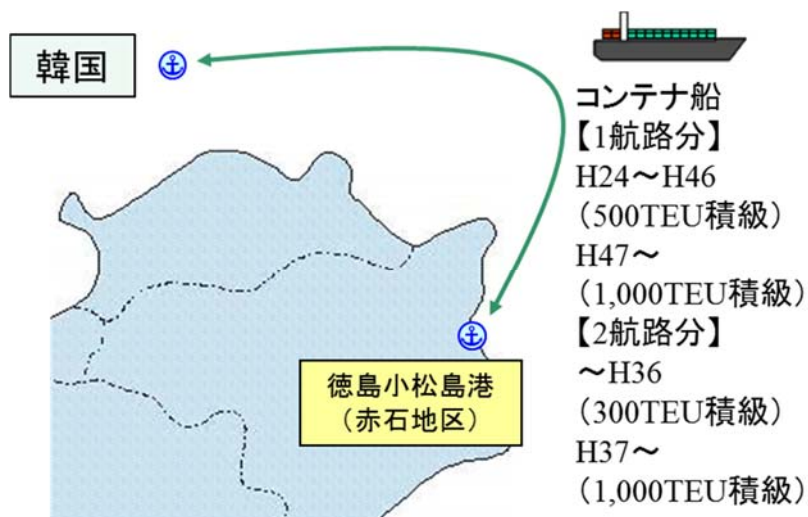 韓国
徳島小松島港
（赤石地区）
コンテナ船
【1航路分】
H24～H46
（500TEU積級）
H47～
（1,000TEU積級）
【2航路分】
～H36
（300TEU積級）
H37～
（1,000TEU積級）